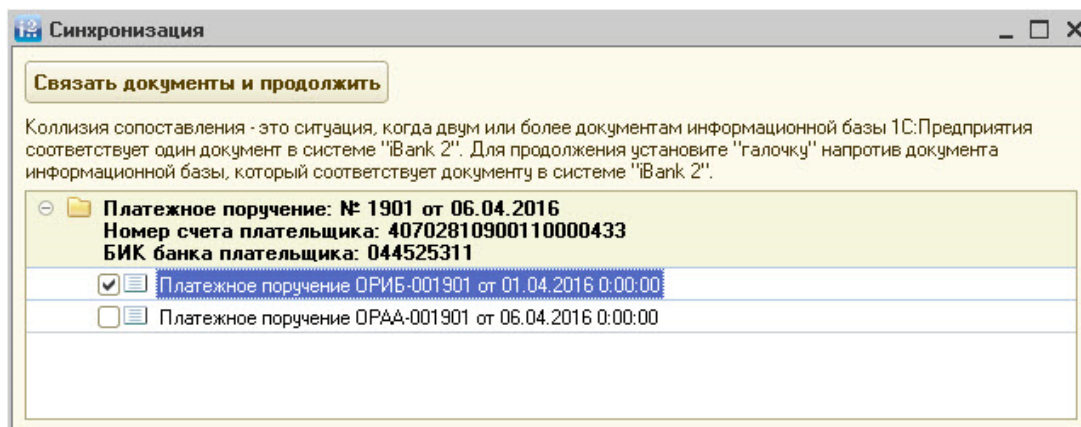 Синхронизация
Связать документы и продолжить
Коллизия сопоставления - это ситуация, когда двум или более документам информационной базы 1С:Предприятия
соответствует один документ в системе "iBank 2". Для продолжения установите "галочку" напротив документа
информационной базы, который соответствует документу в системе "iBank 2".
Платежное поручение: № 1901 от 06.04.2016
Номер счета плательщика: 40702810900110000433
БИК банка плательщика: 044525311
Платежное поручение ОРИБ-001901 от 01.04.2016 0:00:00
Платежное поручение ОРАА-001901 от 06.04.2016 0:00:00